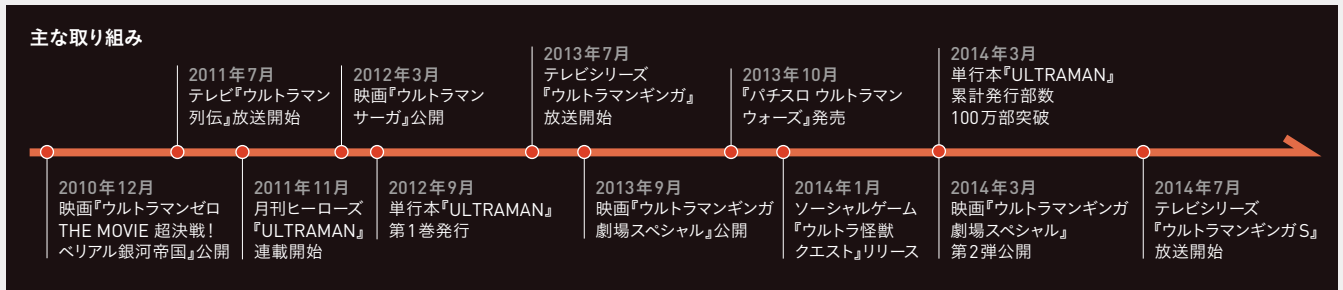 主な取り組み
2010年12月
映画『ウルトラマンゼロ
THE MOVIE 超決戦！
ベリアル銀河帝国』公開
2011年7月
テレビ『ウルトラマン
列伝』放送開始
2011年11月
月刊ヒーローズ
『ULTRAMAN』
連載開始
2012年3月
映画『ウルトラマン
サーガ』公開
2012年9月
単行本『ULTRAMAN』
第1巻発行
2013年7月
テレビシリーズ
『ウルトラマンギンガ』
放送開始
2013年9月
映画『ウルトラマンギンガ
劇場スペシャル』公開
2013年10月
『パチスロ ウルトラマン
ウォーズ』発売
2014年1月
ソーシャルゲーム
『ウルトラ怪獣
クエスト』リリース
2014年3月
単行本『ULTRAMAN』
累計発行部数
100万部突破
2014年3月
映画『ウルトラマンギンガ
劇場スペシャル』
第2弾公開
2014年7月
テレビシリーズ
『ウルトラマンギンガS』
放送開始